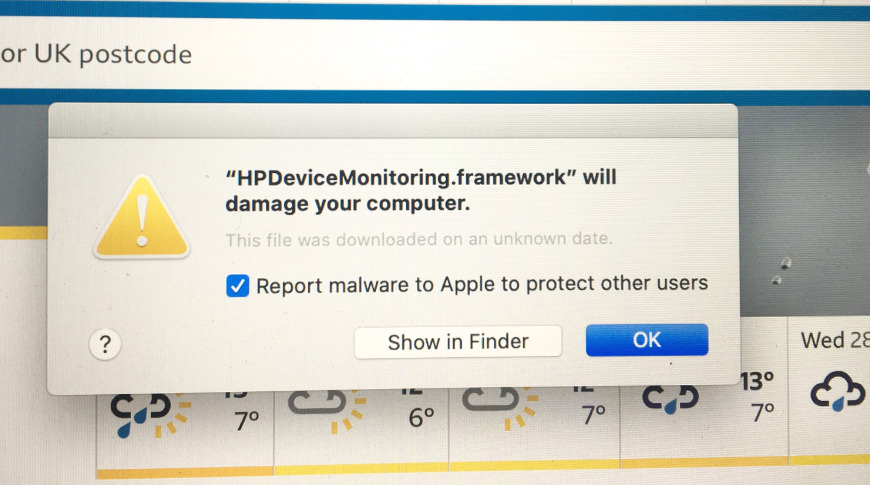 or UK postcode
“HPDeviceMonitoring.framework” will
damage your computer.
This file was downloaded on an unknown date.
Report malware to Apple to protect other users
?
Show in Finder
OK
Wed 28
13°
7°
6°
7°
7°